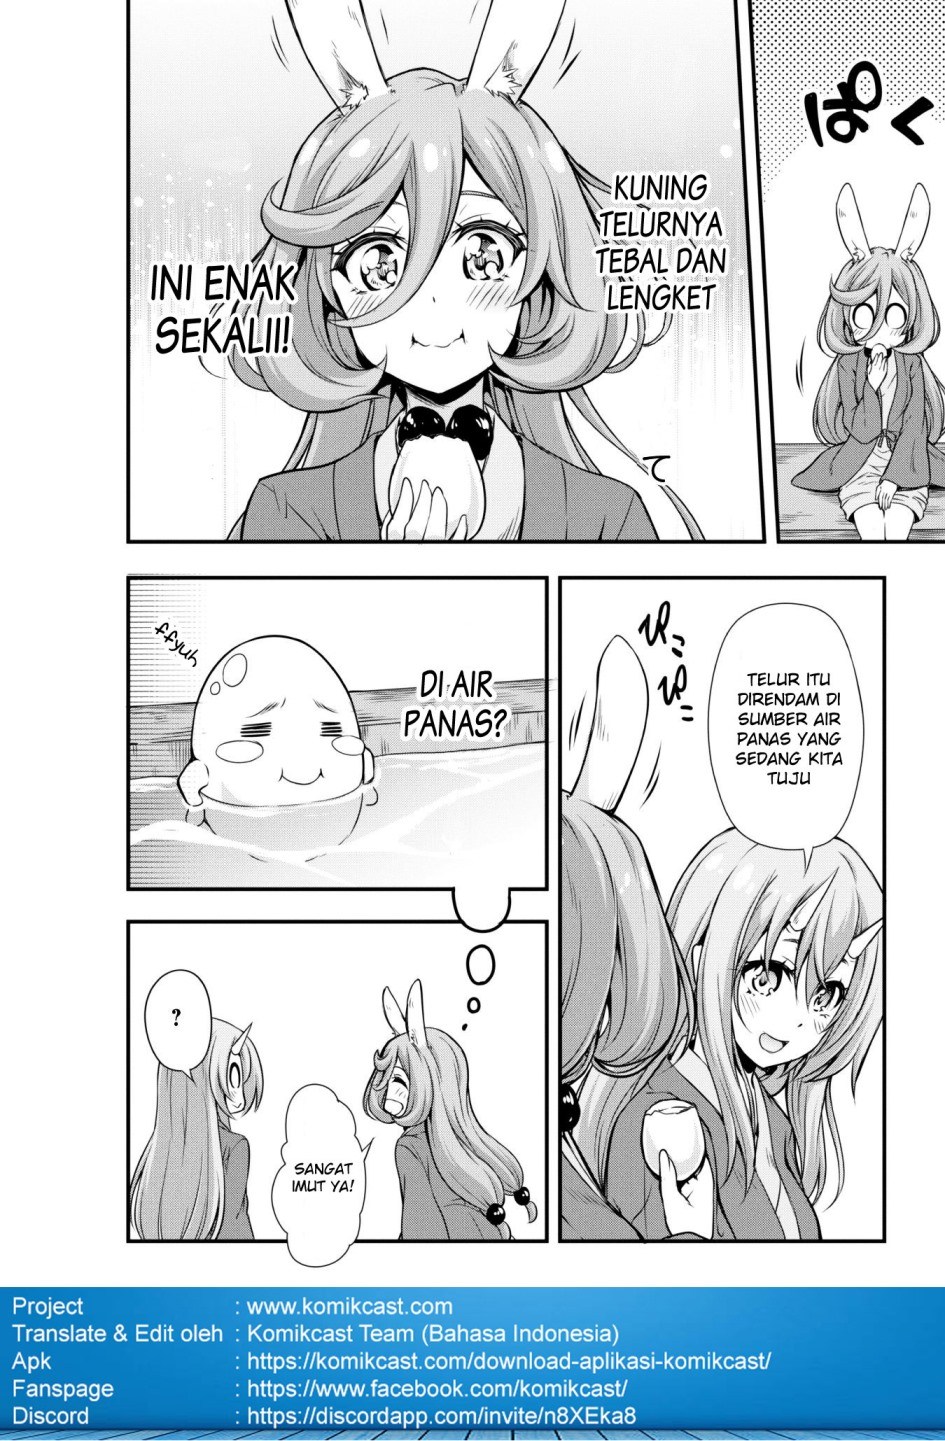 ぱく
KUNING
TELURNYA
TEBAL DAN
LENGKET
INI ENAK
SEKALII!
て
ぴ
ぴ
TELUR ITU
DIRENDAM DI
SUMBER AIR
PANAS YANG
SEDANG KITA
TUJU
DI AIR
PANAS?
ffyuh
SANGAT
IMUT YA!
?
Project : www.komikcast.com
Translate & Edit oleh : Komikcast Team (Bahasa Indonesia)
Apk : https://komikcast.com/download-aplikasi-komikcast/
Fanspage : https://www.facebook.com/komikcast/
Discord : https://discordapp.com/invite/n8XEka8